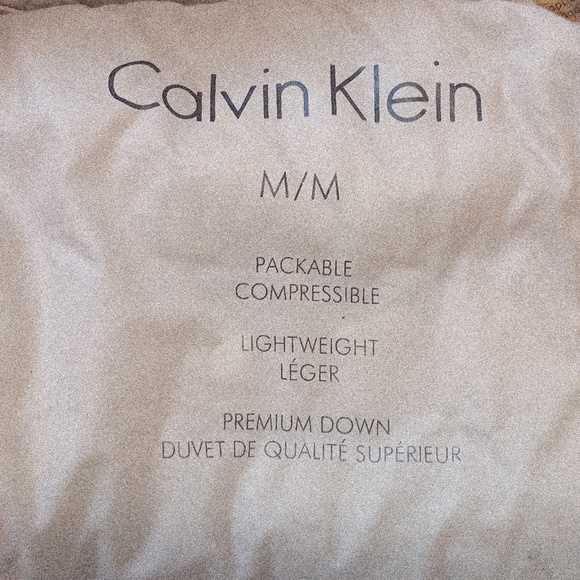 Calvin Klein
M/M
PACKABLE
COMPRESSIBLE
LIGHTWEIGHT
LÉGER
PREMIUM DOWN
DUVET DE QUALITÉ SUPÉRIEUR